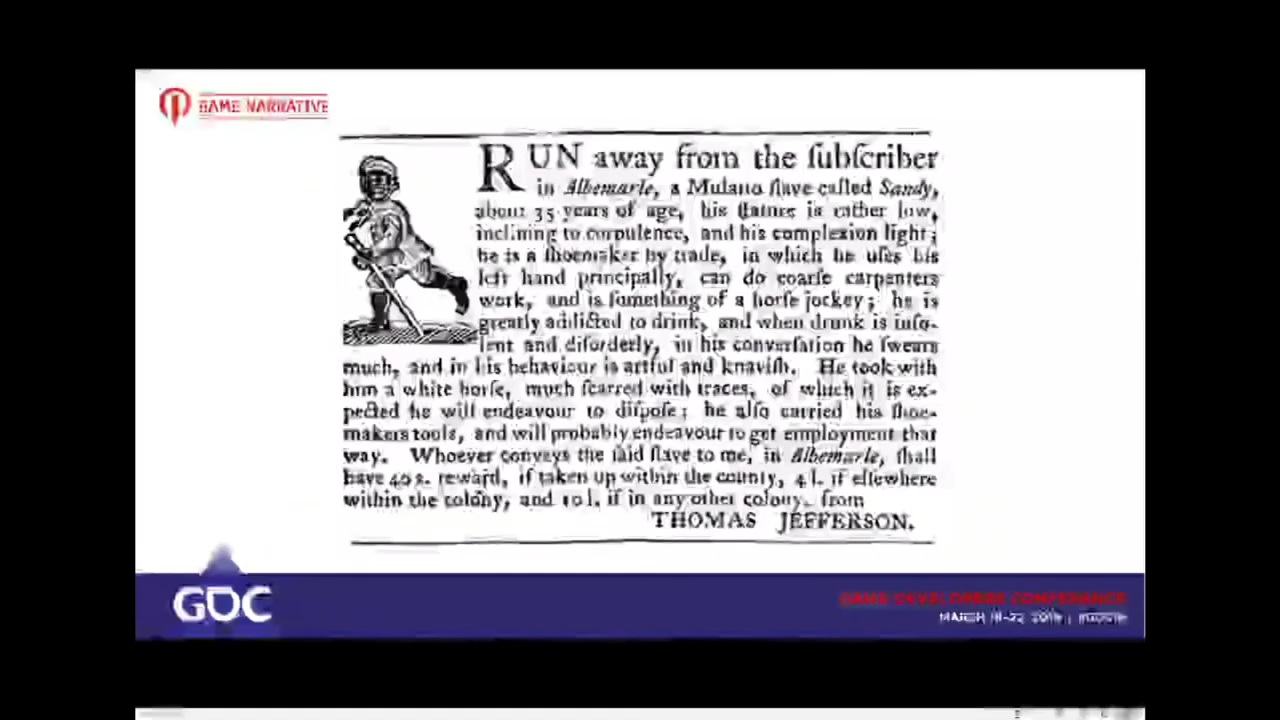 GAME NARRATIVE
RUN away from the ſubſcriber
in Albemarle, a Mulatto ſlave called Sandy,
about 35 years of age, his ſtature is rather low,
inclining to corpulence, and his complexion light;
he is a ſhoemaker by trade, in which he uſes his
left hand principally, can do coarſe carpenters
work, and is ſomething of a horſe jockey; he is
greatly addicted to drink, and when drunk is inſo-
lent and diſorderly, in his converſation he ſwears
much, and in his behaviour is artful and knaviſh. He took with
him a white horſe, much ſcarred with traces, of which it is ex-
pected he will endeavour to diſpoſe; he alſo carried his ſhoe-
makers tools, and will probably endeavour to get employment that
way. Whoever conveys the ſaid ſlave to me, in Albemarle, ſhall
have 40 s. reward, if taken up within the county, 4 l. if elſewhere
within the colony, and 10 l. if in any other colony, from
THOMAS JEFFERSON.
GDC
GAME DEVELOPERS CONFERENCE
MARCH 18–22, 2019 |